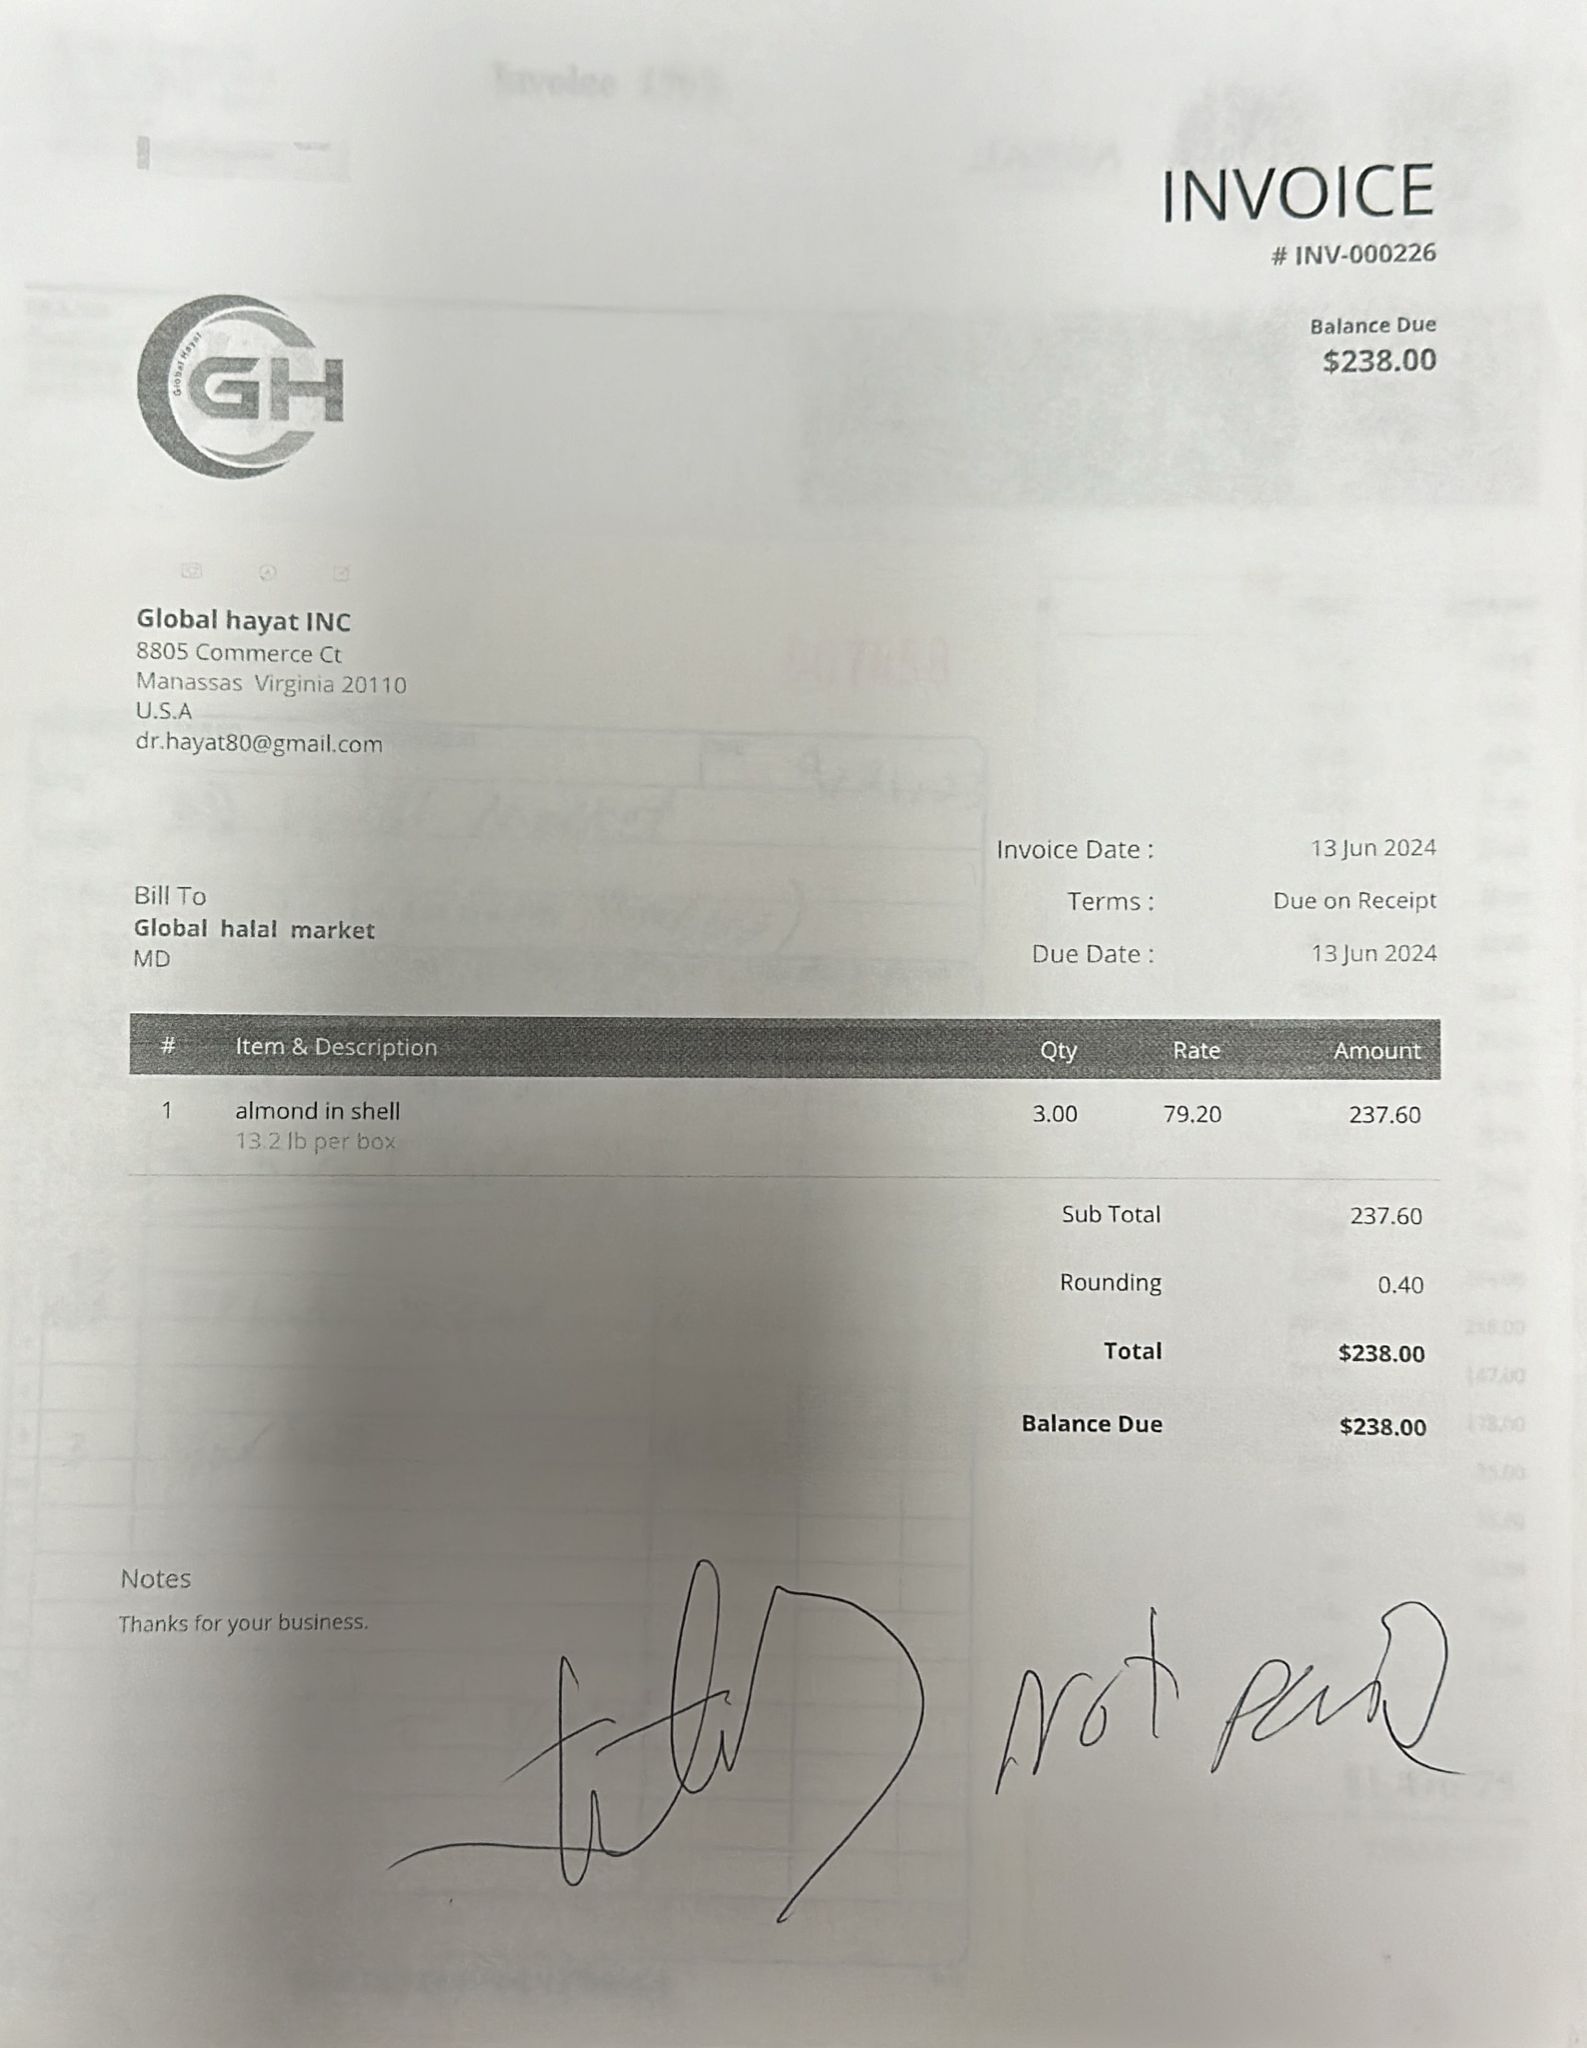 INVOICE
# INV-000226
Balance Due
$238.00
Global Hayat
GH
Global hayat INC
8805 Commerce Ct
Manassas Virginia 20110
U.S.A
dr.hayat80@gmail.com
Invoice Date : 13 Jun 2024
Terms : Due on Receipt
Due Date : 13 Jun 2024
Bill To
Global halal market
MD
# Item & Description Qty Rate Amount
1 almond in shell 3.00 79.20 237.60
13.2 lb per box
Sub Total 237.60
Rounding 0.40
Total $238.00
Balance Due $238.00
Notes
Thanks for your business.
Not paid